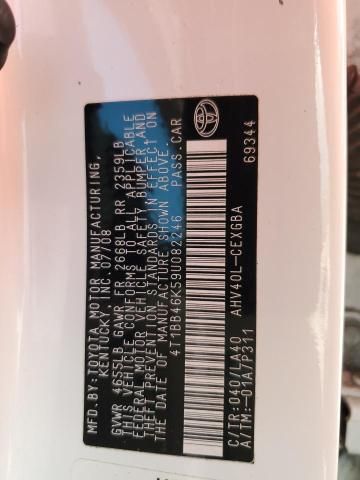 MFD.BY:TOYOTA MOTOR MANUFACTURING,
KENTUCKY, INC. 07/08
GVWR 4655LB GAWR FR 2668LB RR 2359LB
THIS VEHICLE CONFORMS TO ALL APPLICABLE
FEDERAL MOTOR VEHICLE SAFETY, BUMPER, AND
THEFT PREVENTION STANDARDS IN EFFECT ON
THE DATE OF MANUFACTURE SHOWN ABOVE.
4T1BB46K59U082246 PASS.CAR
C/TR:040/LA40 AHV40L-CEXGBA
A/TM:-01A/P311 69344